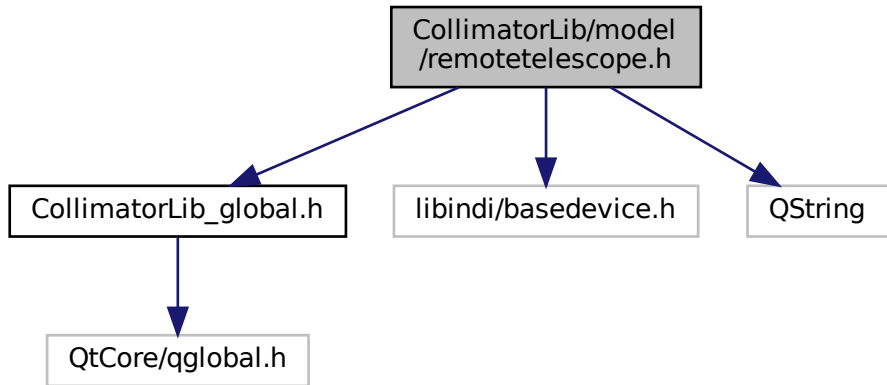 CollimatorLib/model
/remotetelescope.h
CollimatorLib_global.h
libindi/basedevice.h
QString
QtCore/qglobal.h